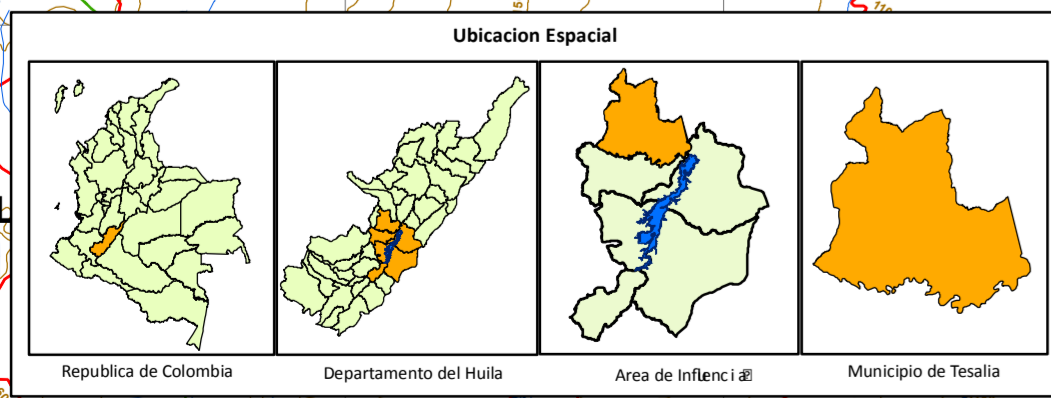 Ubicacion Espacial
Republica de Colombia
Departamento del Huila
Area de Influencia
Municipio de Tesalia